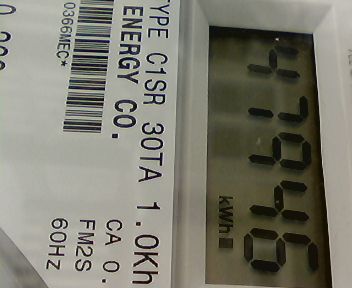 TYPE C1SR 30TA 1.0Kh
ENERGY CO.
CA 0.
FM2S
60HZ
0366MEC*
47946
kWh